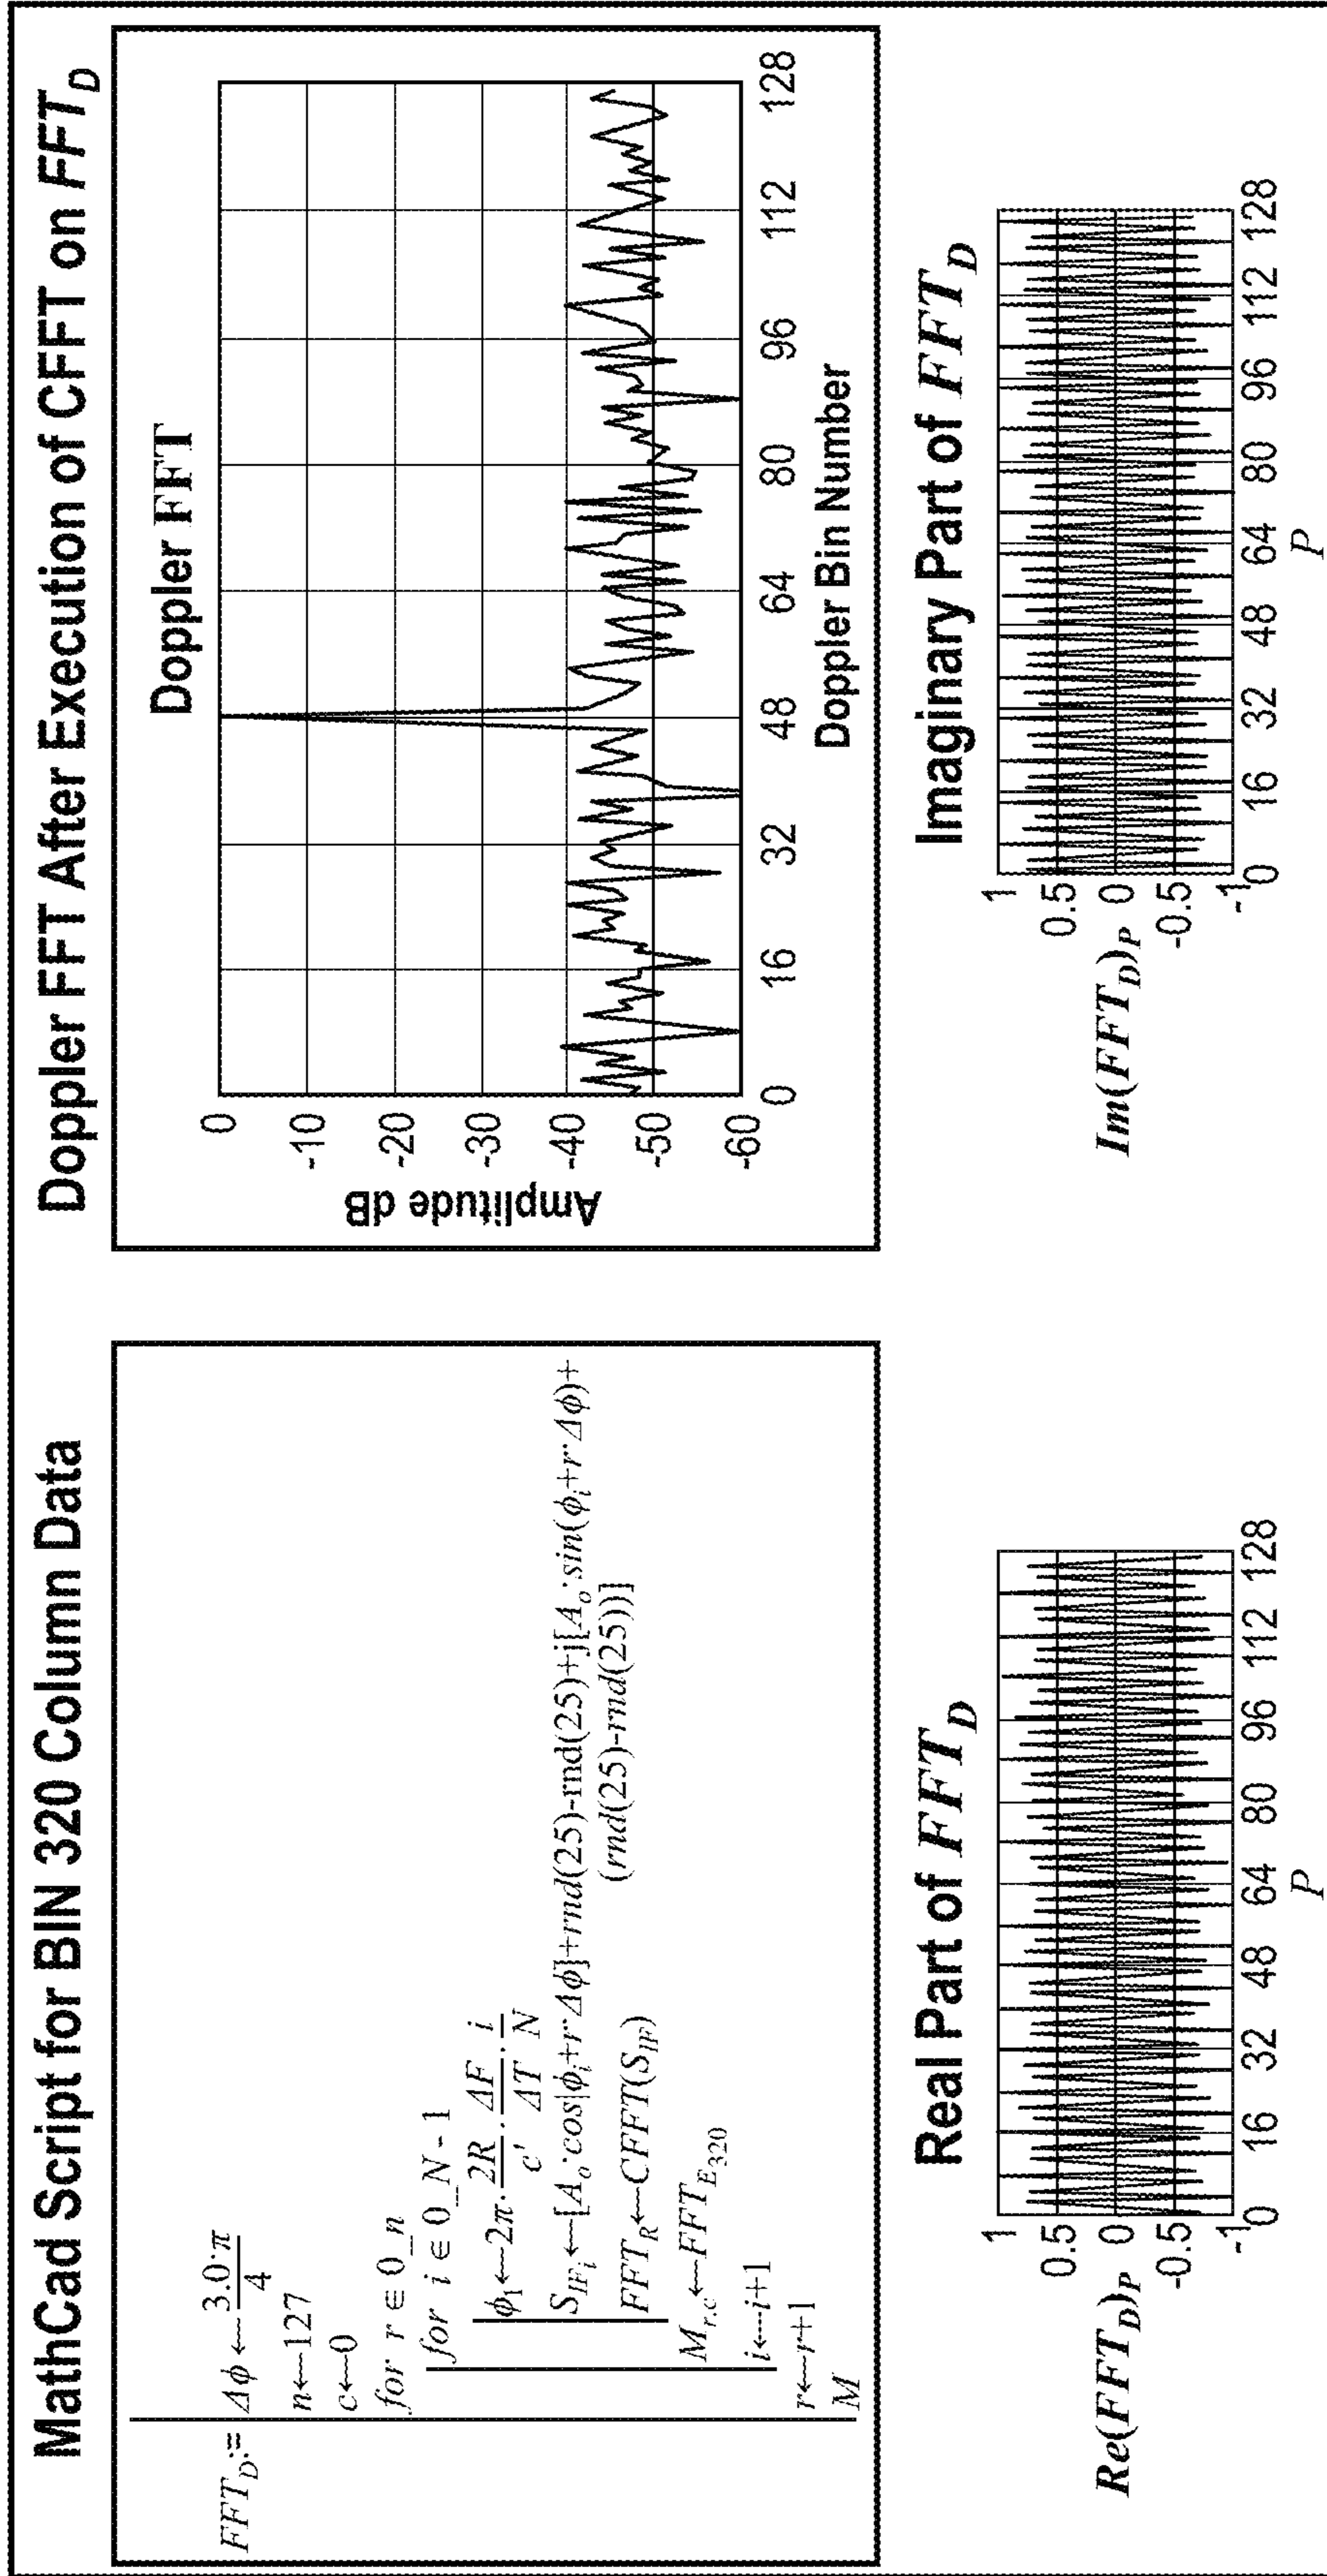 MathCad Script for BIN 320 Column Data
FFT_D:= Δϕ ← 3.0·π/4
n←127
c←0
for r ∈ 0_n
for i ∈ 0_N - 1
ϕ_1←2π·2R/c'·ΔF/ΔT·i/N
S_IF_i←[A_o·cos[ϕ_i+r·Δϕ]+rnd(25)-rnd(25)+j[A_o·sin(ϕ_i+r·Δϕ)+
(rnd(25)-rnd(25))]
FFT_R←CFFT(S_IF)
M_r.c←FFT_E_320
i←i+1
r←r+1
M
Doppler FFT After Execution of CFFT on FFT_D
Doppler FFT
Amplitude dB
0
-10
-20
-30
-40
-50
-60
0 16 32 48 64 80 96 112 128
Doppler Bin Number
Real Part of FFT_D
Re(FFT_D)_P
1
0.5
0
-0.5
-1
0 16 32 48 64 80 96 112 128
P
Imaginary Part of FFT_D
Im(FFT_D)_P
1
0.5
0
-0.5
-1
0 16 32 48 64 80 96 112 128
P